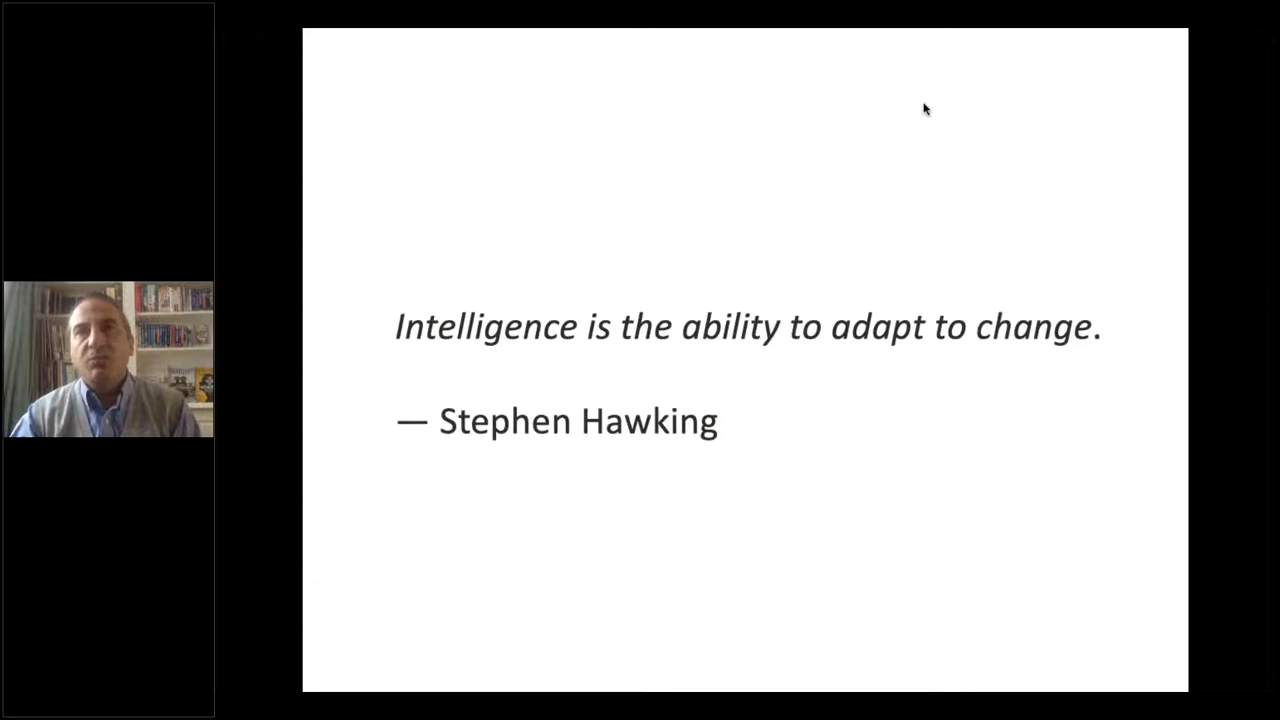 Intelligence is the ability to adapt to change.
— Stephen Hawking